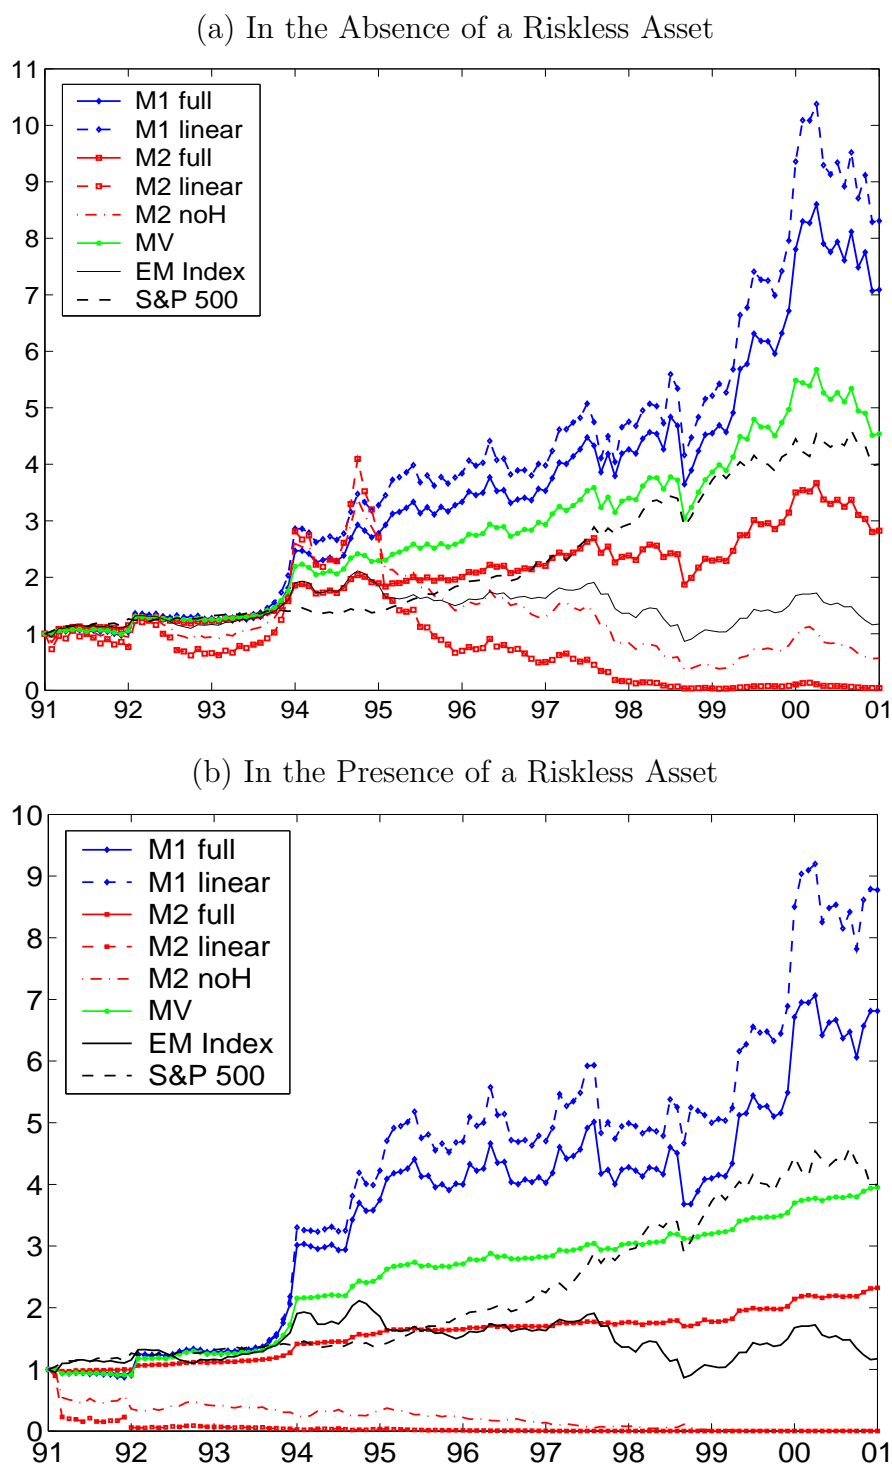 (a) In the Absence of a Riskless Asset
11
10
9
8
7
6
5
4
3
2
1
0
M1 full
M1 linear
M2 full
M2 linear
M2 noH
MV
EM Index
S&P 500
91 92 93 94 95 96 97 98 99 00 01
(b) In the Presence of a Riskless Asset
10
9
8
7
6
5
4
3
2
1
0
M1 full
M1 linear
M2 full
M2 linear
M2 noH
MV
EM Index
S&P 500
91 92 93 94 95 96 97 98 99 00 01